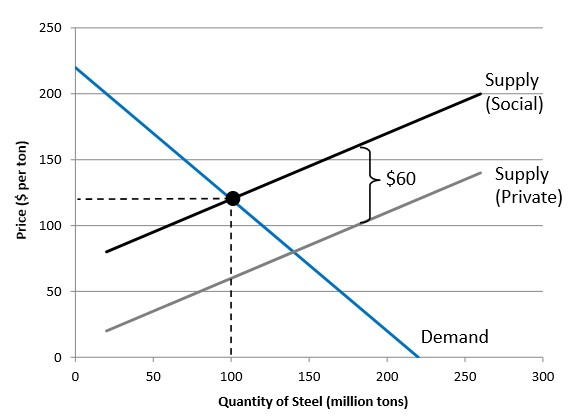 250
200
150
100
50
0
Price ($ per ton)
Supply
(Social)
$60
Supply
(Private)
Demand
0 50 100 150 200 250 300
Quantity of Steel (million tons)